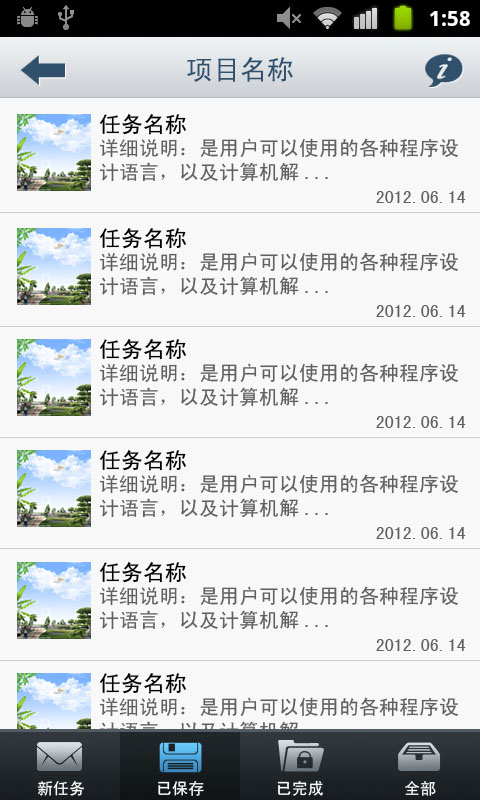 1:58
项目名称
任务名称
详细说明：是用户可以使用的各种程序设
计语言，以及计算机解...
2012.06.14
任务名称
详细说明：是用户可以使用的各种程序设
计语言，以及计算机解...
2012.06.14
任务名称
详细说明：是用户可以使用的各种程序设
计语言，以及计算机解...
2012.06.14
任务名称
详细说明：是用户可以使用的各种程序设
计语言，以及计算机解...
2012.06.14
任务名称
详细说明：是用户可以使用的各种程序设
计语言，以及计算机解...
2012.06.14
任务名称
详细说明：是用户可以使用的各种程序设
计语言，以及计算机解...
新任务
已保存
已完成
全部